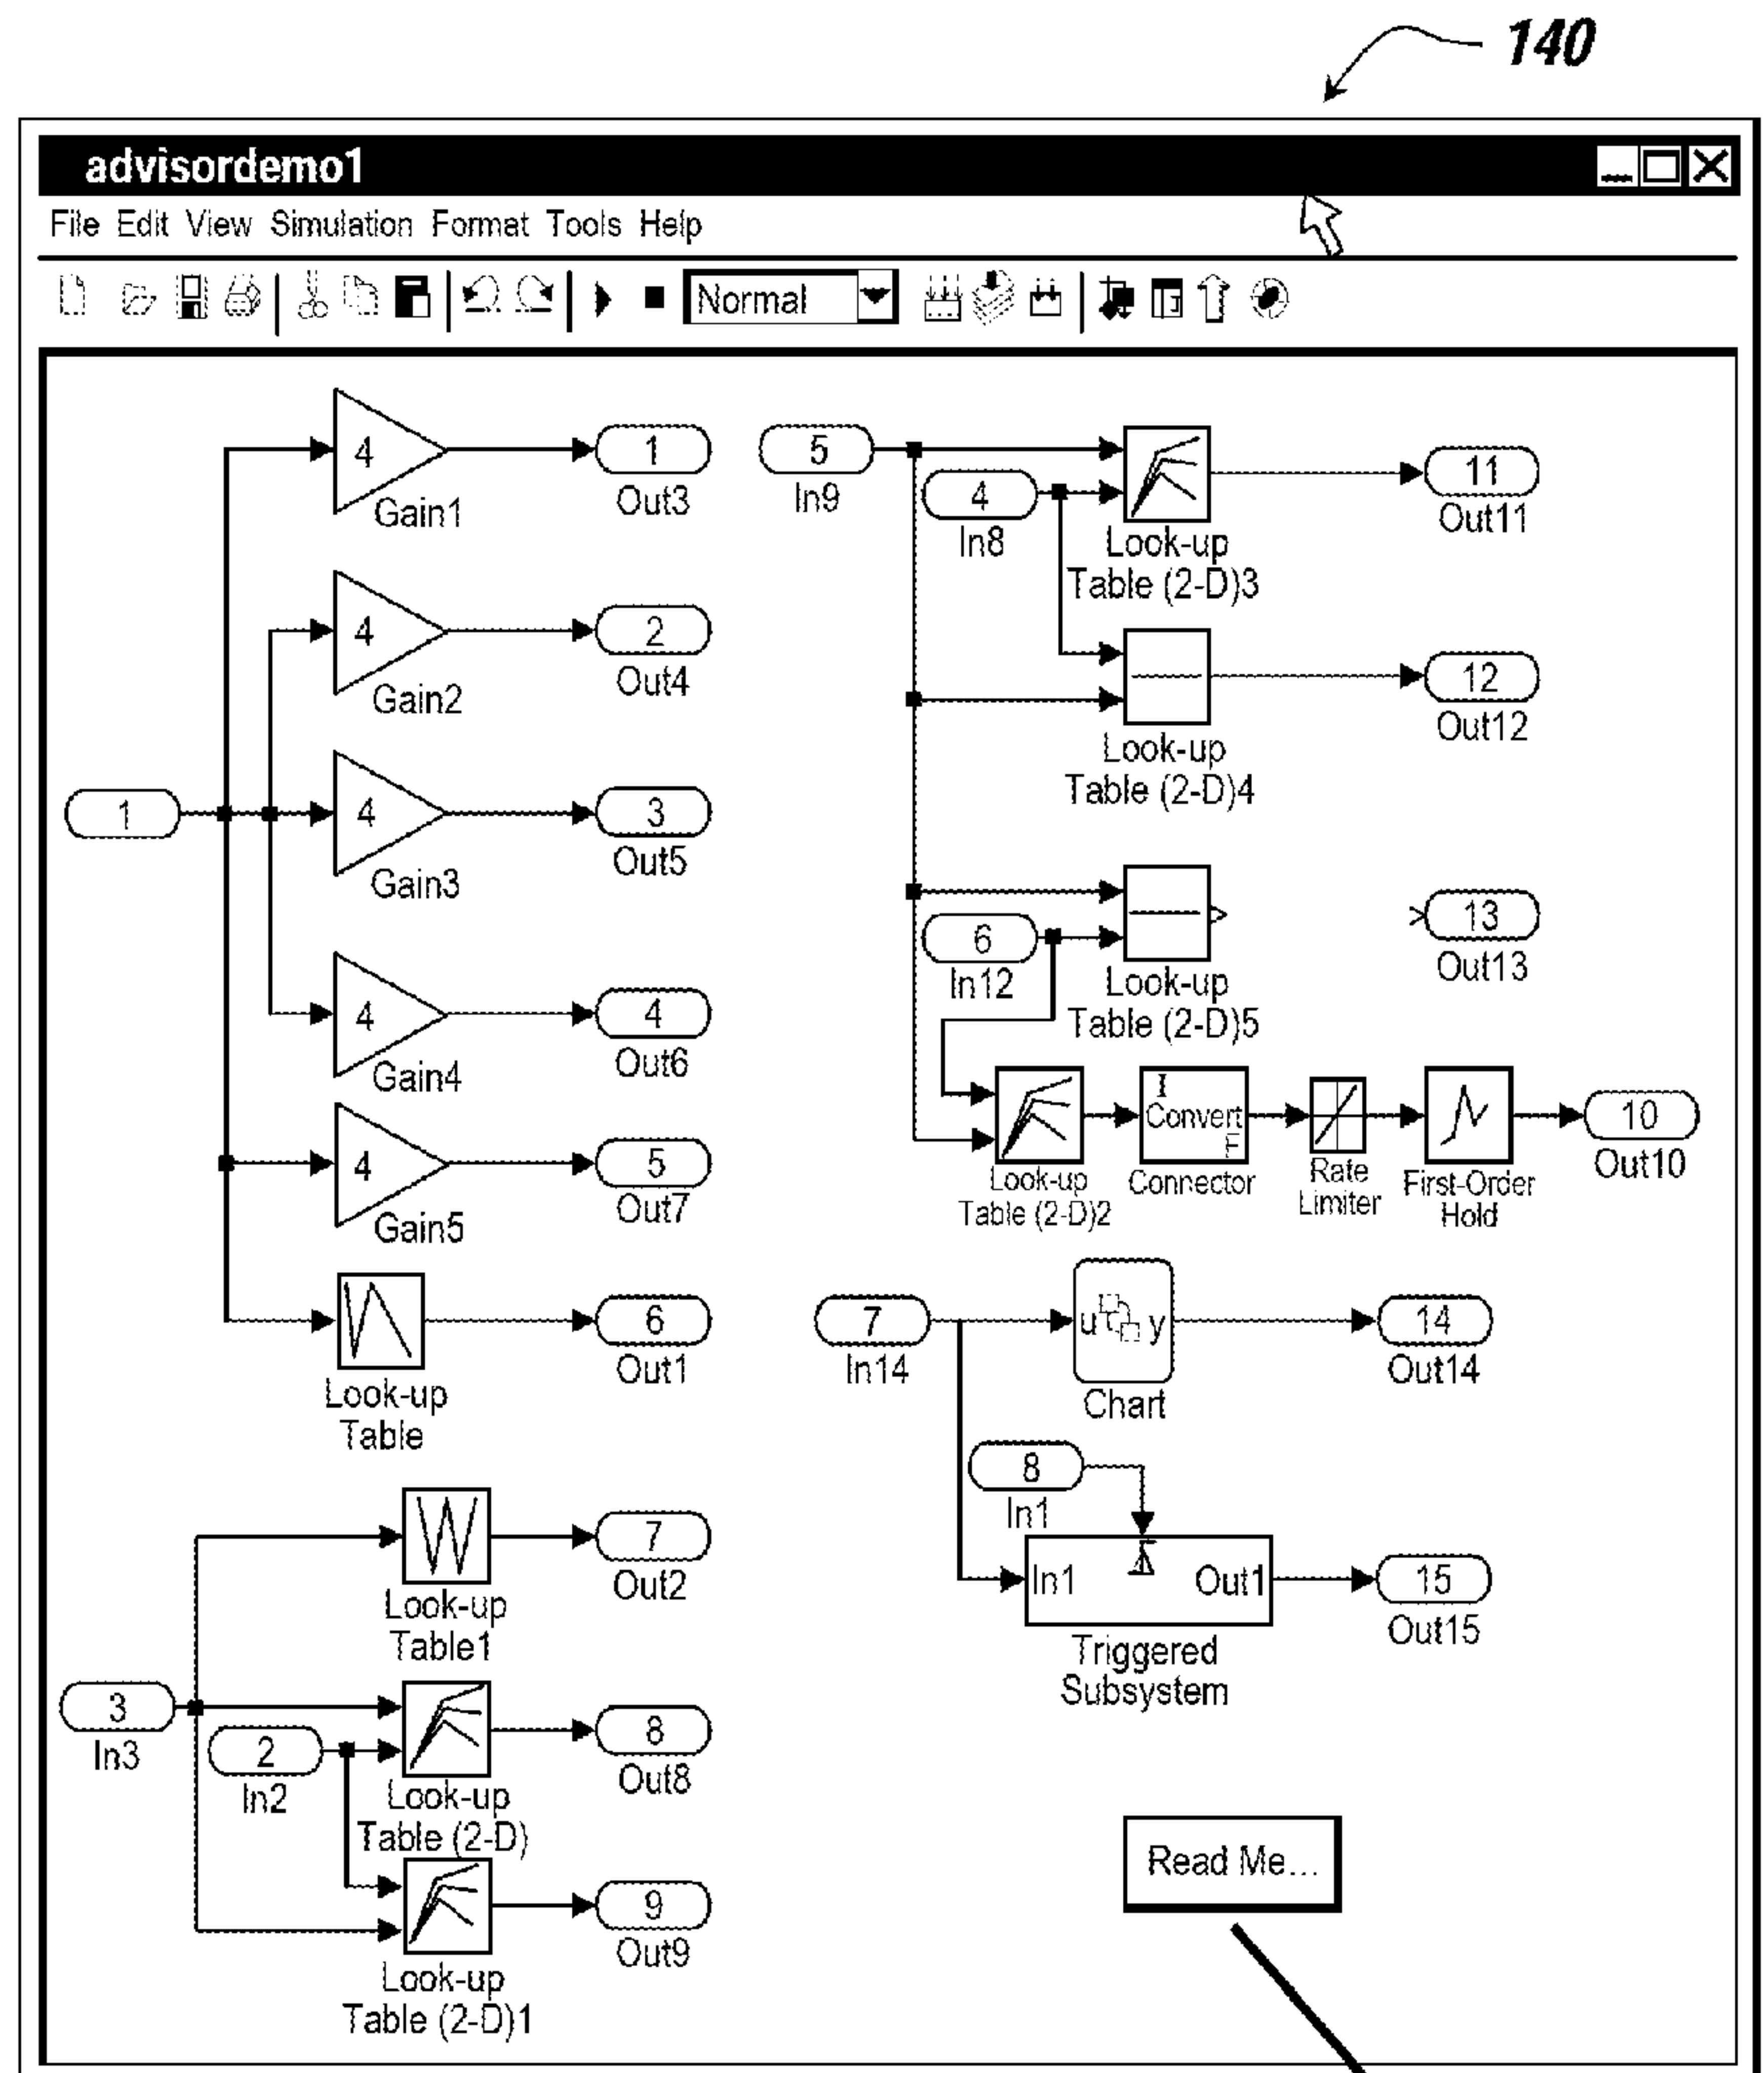 140
advisordemo1
File Edit View Simulation Format Tools Help
Normal
4
Gain1
1
Out3
4
Gain2
2
Out4
1
4
Gain3
3
Out5
4
Gain4
4
Out6
4
Gain5
5
Out7
Look-up
Table
6
Out1
Look-up
Table1
7
Out2
3
In3
2
In2
Look-up
Table (2-D)
8
Out8
Look-up
Table (2-D)1
9
Out9
5
In9
4
In8
Look-up
Table (2-D)3
11
Out11
Look-up
Table (2-D)4
12
Out12
6
In12
Look-up
Table (2-D)5
13
Out13
Look-up
Table (2-D)2
I
Convert
F
Connector
Rate
Limiter
First-Order
Hold
10
Out10
7
In14
u y
Chart
14
Out14
8
In1
In1 Out1
Triggered
Subsystem
15
Out15
Read Me...